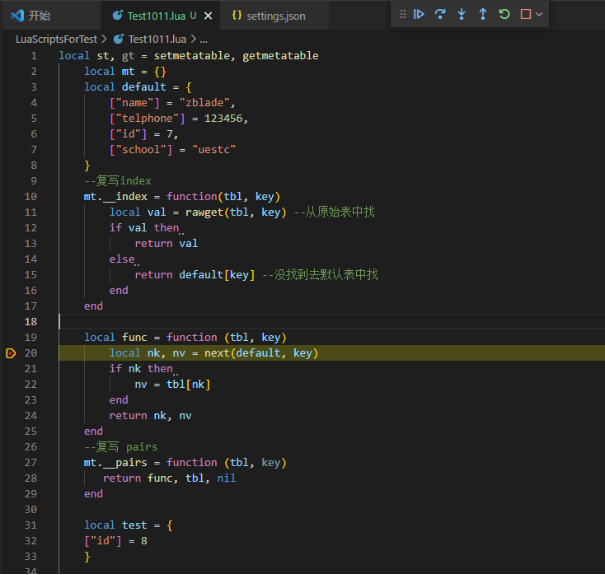 开始
Test1011.lua U
settings.json
LuaScriptsForTest > Test1011.lua > ...
1 local st, gt = setmetatable, getmetatable
2 local mt = {}
3 local default = {
4 ["name"] = "zblade",
5 ["telphone"] = 123456,
6 ["id"] = 7,
7 ["school"] = "uestc"
8 }
9 --复写index
10 mt.__index = function(tbl, key)
11 local val = rawget(tbl, key) --从原始表中找
12 if val then
13 return val
14 else
15 return default[key] --没找到去默认表中找
16 end
17 end
18
19 local func = function (tbl, key)
20 local nk, nv = next(default, key)
21 if nk then
22 nv = tbl[nk]
23 end
24 return nk, nv
25 end
26 --复写 pairs
27 mt.__pairs = function (tbl, key)
28 return func, tbl, nil
29 end
30
31 local test = {
32 ["id"] = 8
33 }
34